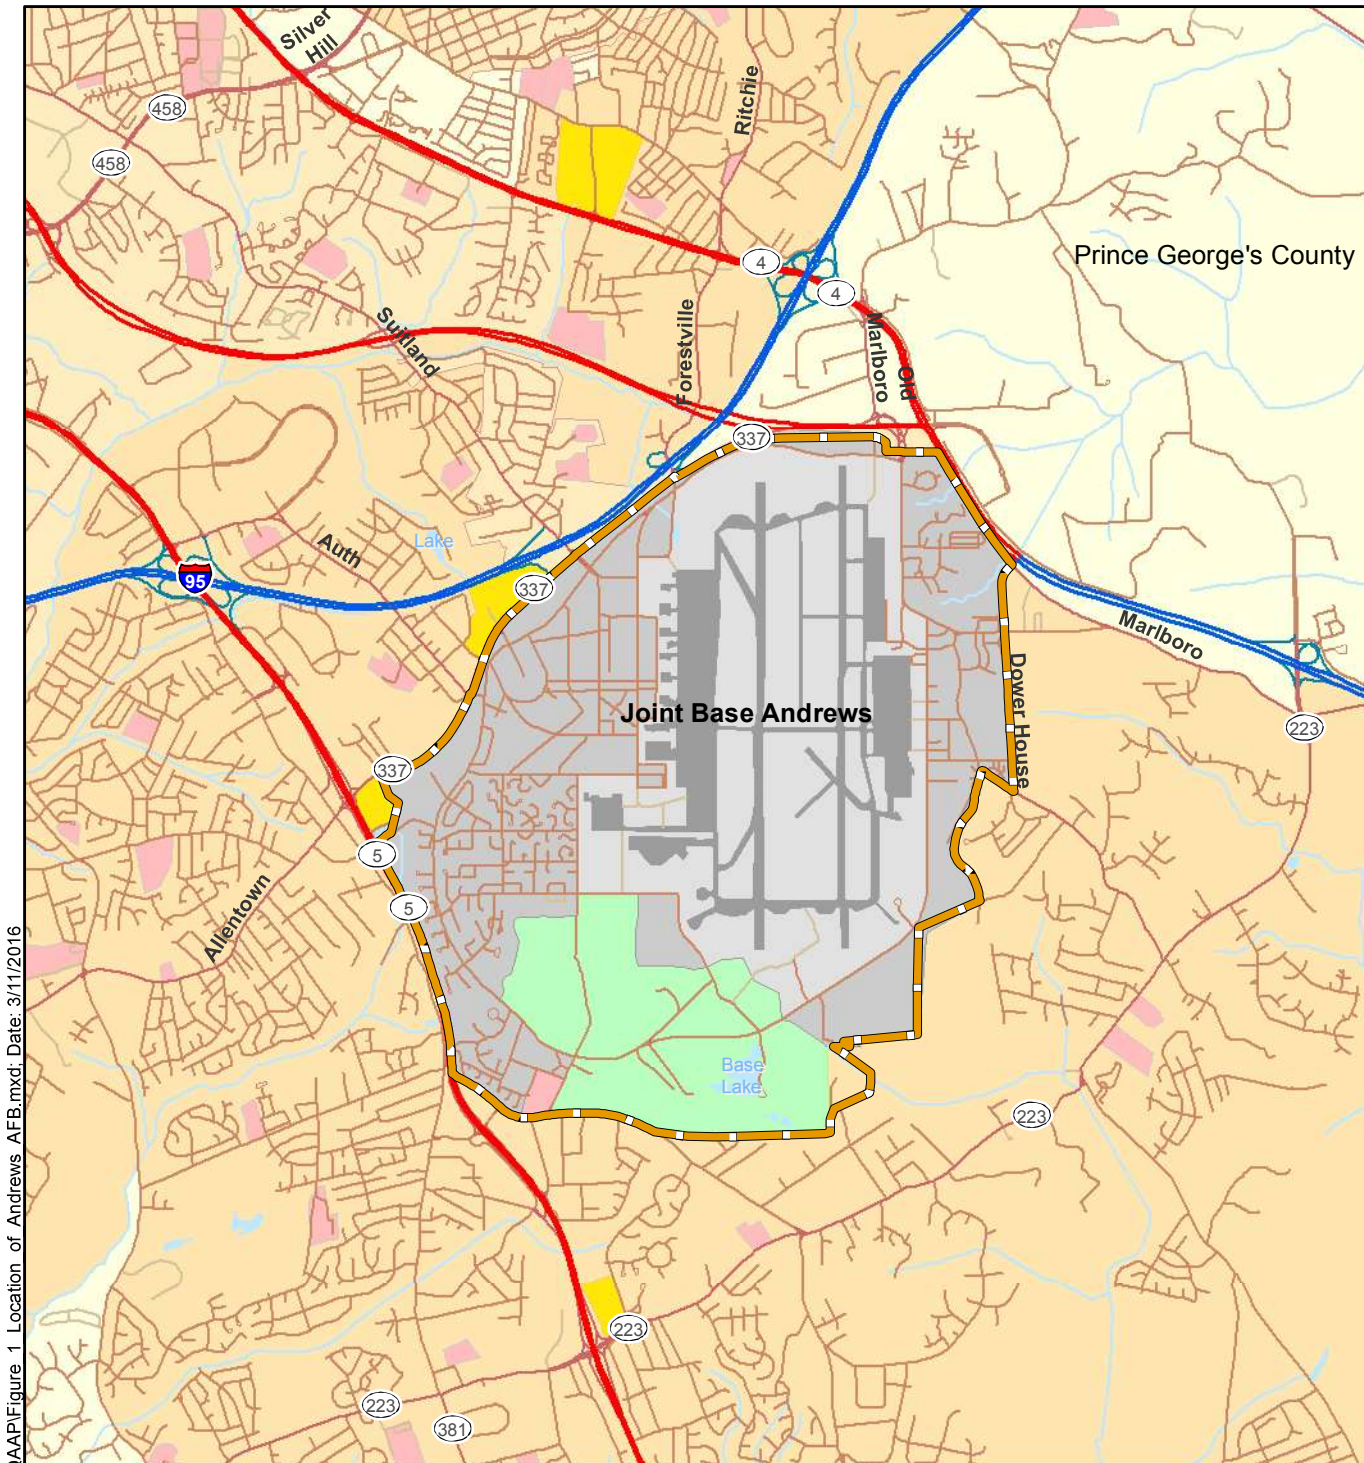 Silver
Hill
458
Ritchie
458
Prince George's County
4
4
Suitland
Forestville
Old
Marlboro
337
Auth
Lake
95
337
Marlboro
Dower House
Joint Base Andrews
223
337
5
Allentown
5
Base
Lake
223
223
223
381
AAP\Figure 1 Location of Andrews AFB.mxd; Date: 3/11/2016